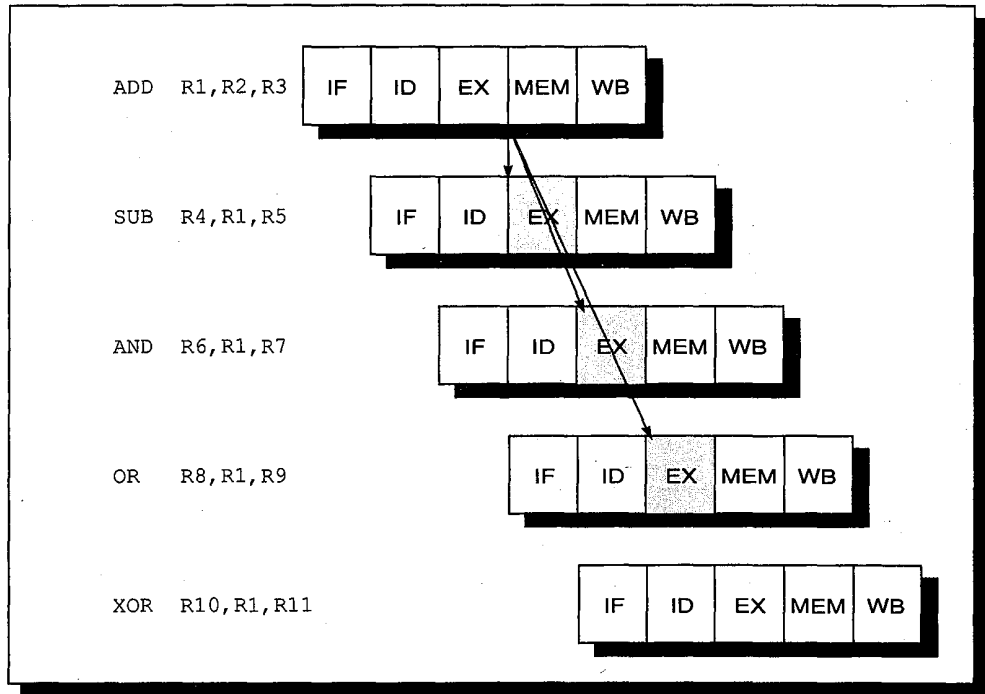 ADD R1,R2,R3 IF ID EX MEM WB
SUB R4,R1,R5 IF ID EX MEM WB
AND R6,R1,R7 IF ID EX MEM WB
OR R8,R1,R9 IF ID EX MEM WB
XOR R10,R1,R11 IF ID EX MEM WB